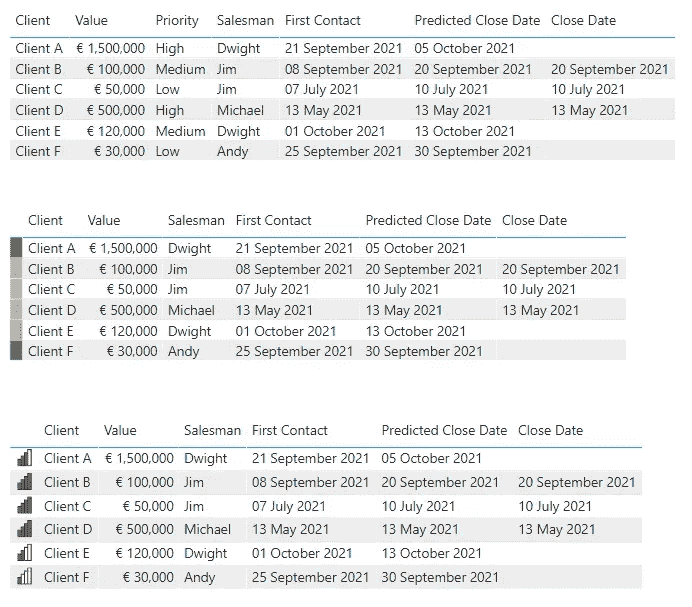 Client Value Priority Salesman First Contact Predicted Close Date Close Date
Client A € 1,500,000 High Dwight 21 September 2021 05 October 2021
Client B € 100,000 Medium Jim 08 September 2021 20 September 2021 20 September 2021
Client C € 50,000 Low Jim 07 July 2021 10 July 2021 10 July 2021
Client D € 500,000 High Michael 13 May 2021 13 May 2021 13 May 2021
Client E € 120,000 Medium Dwight 01 October 2021 13 October 2021
Client F € 30,000 Low Andy 25 September 2021 30 September 2021
Client Value Salesman First Contact Predicted Close Date Close Date
Client A € 1,500,000 Dwight 21 September 2021 05 October 2021
Client B € 100,000 Jim 08 September 2021 20 September 2021 20 September 2021
Client C € 50,000 Jim 07 July 2021 10 July 2021 10 July 2021
Client D € 500,000 Michael 13 May 2021 13 May 2021 13 May 2021
Client E € 120,000 Dwight 01 October 2021 13 October 2021
Client F € 30,000 Andy 25 September 2021 30 September 2021
Client Value Salesman First Contact Predicted Close Date Close Date
Client A € 1,500,000 Dwight 21 September 2021 05 October 2021
Client B € 100,000 Jim 08 September 2021 20 September 2021 20 September 2021
Client C € 50,000 Jim 07 July 2021 10 July 2021 10 July 2021
Client D € 500,000 Michael 13 May 2021 13 May 2021 13 May 2021
Client E € 120,000 Dwight 01 October 2021 13 October 2021
Client F € 30,000 Andy 25 September 2021 30 September 2021